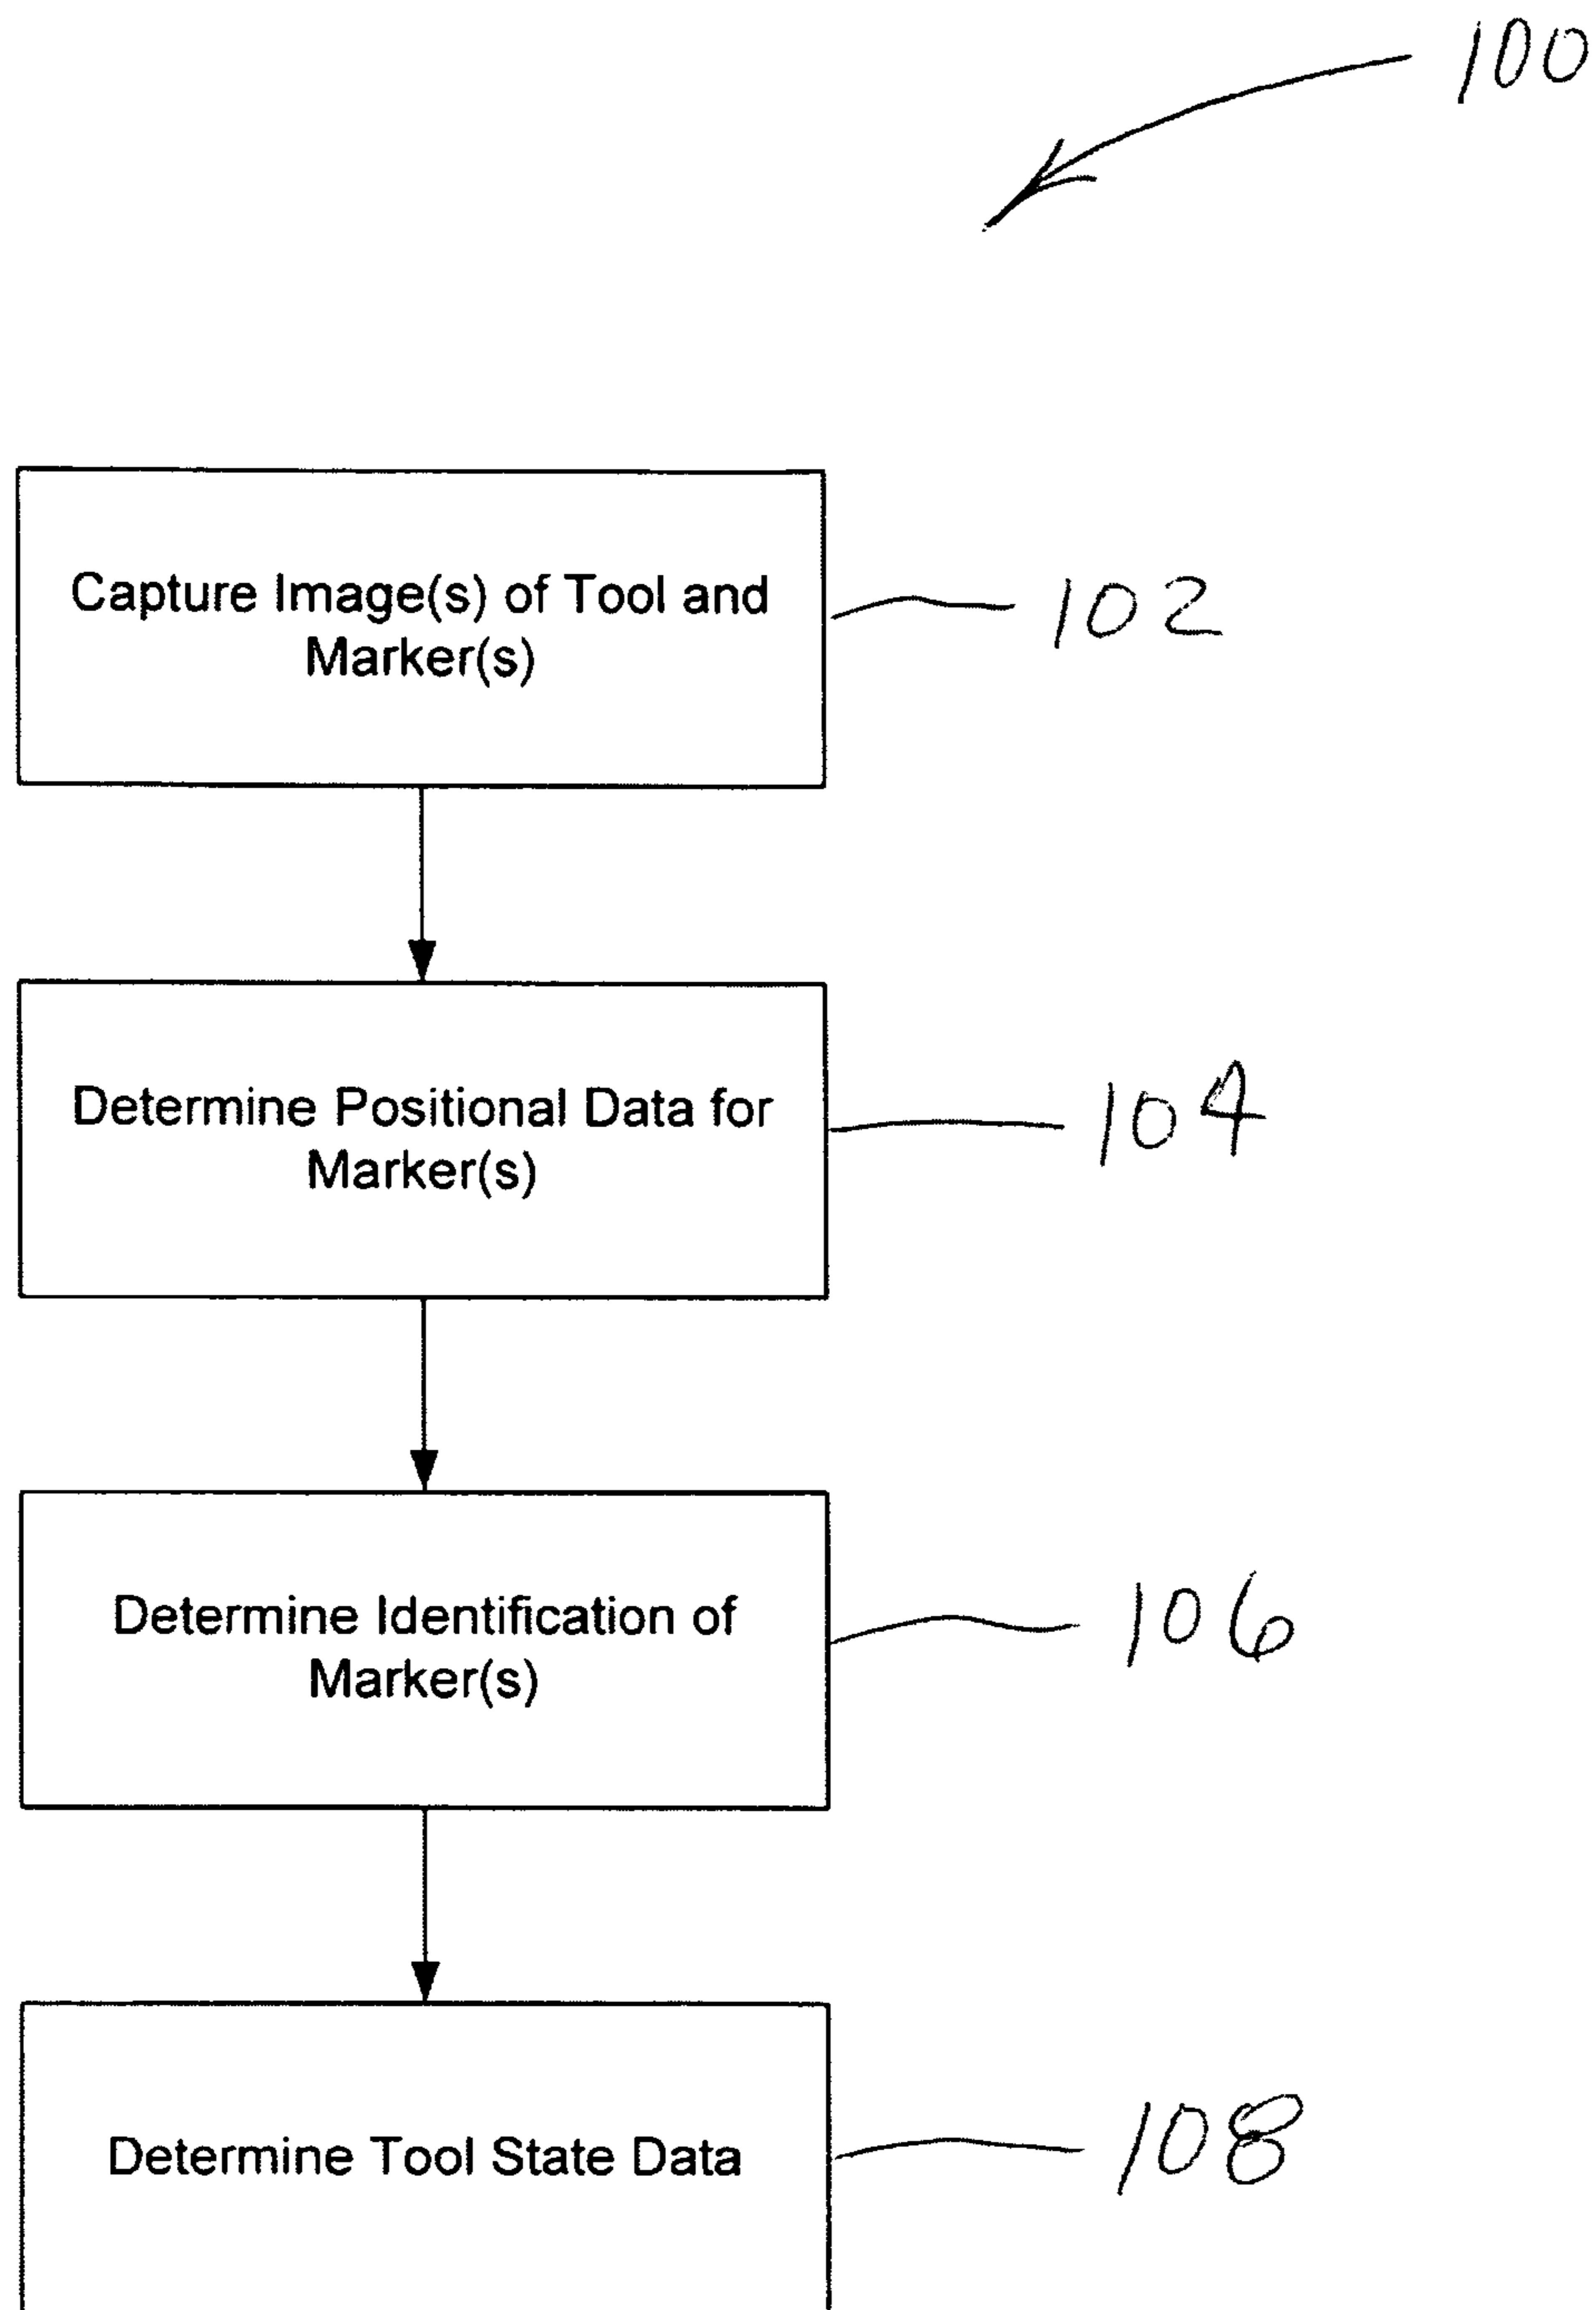 100
Capture Image(s) of Tool and
Marker(s)
102
Determine Positional Data for
Marker(s)
104
Determine Identification of
Marker(s)
106
Determine Tool State Data
108